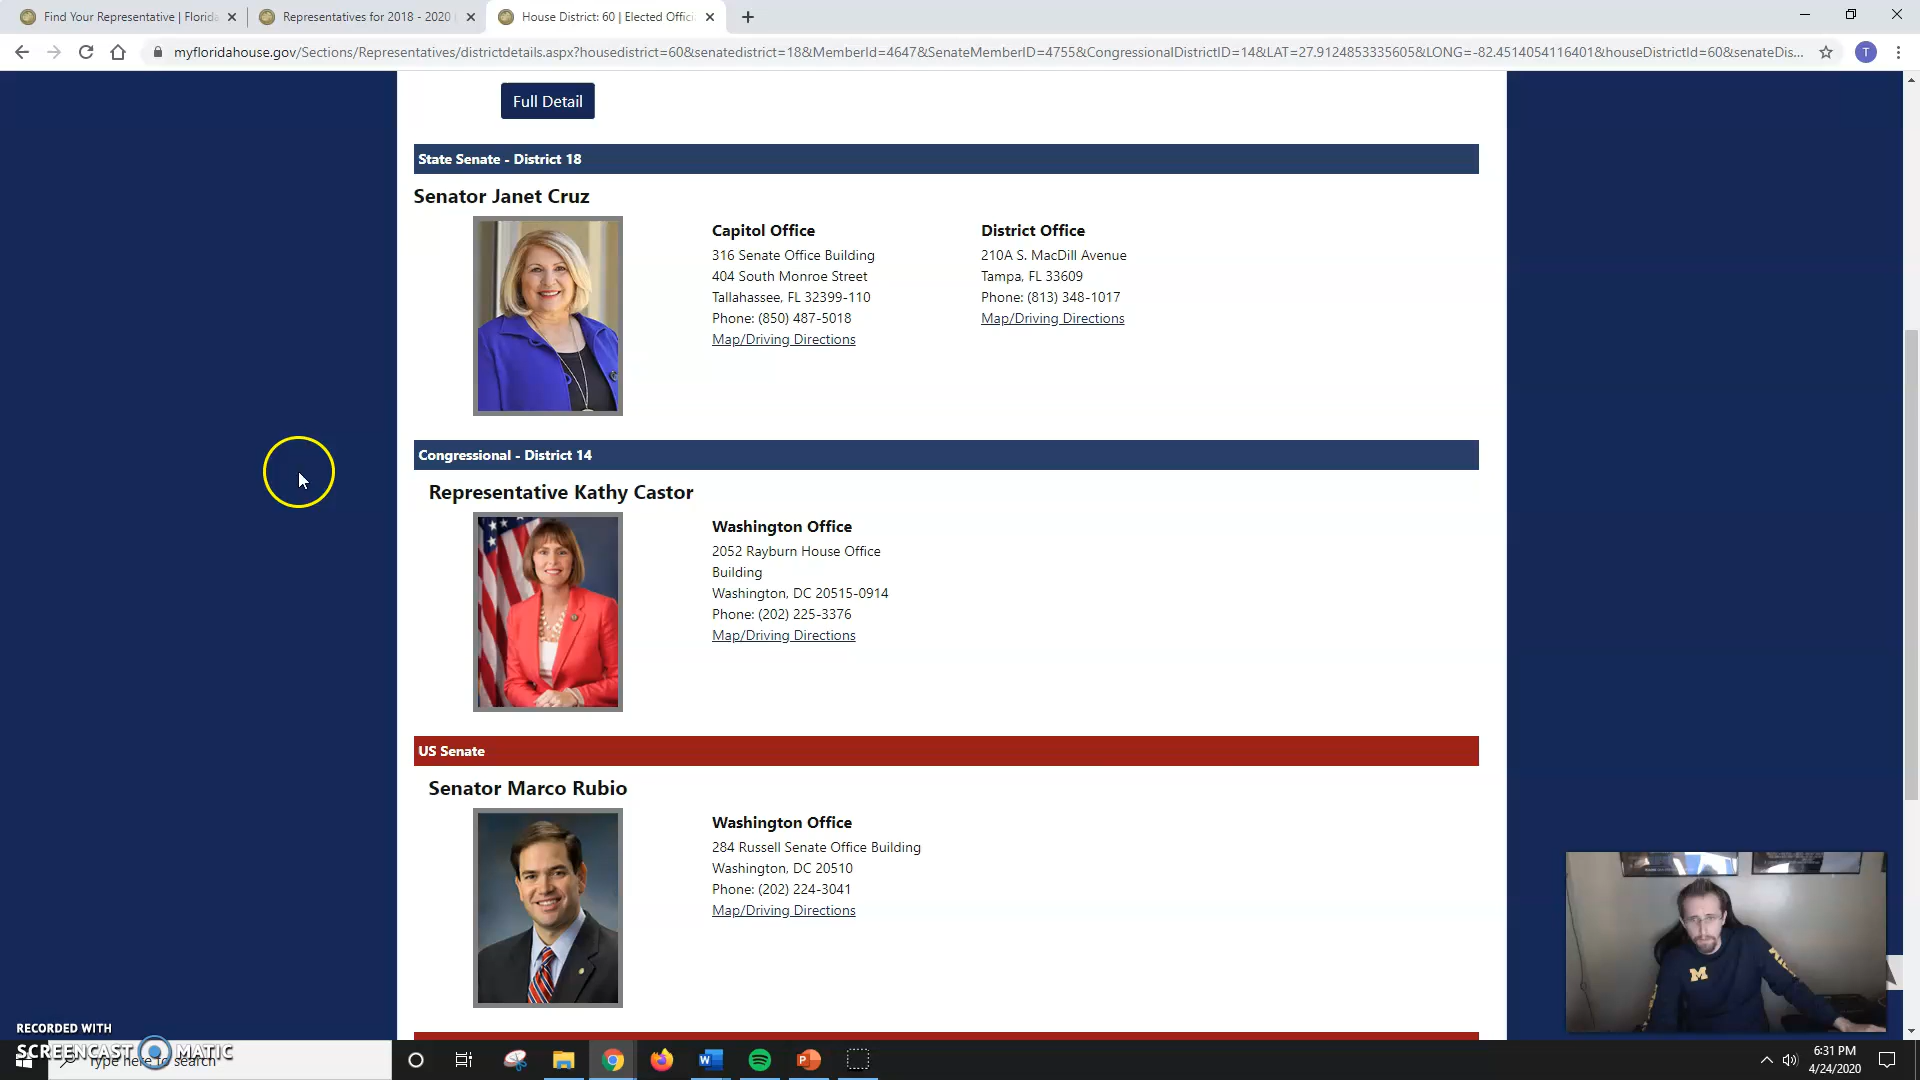 Find Your Representative | Florida
Representatives for 2018 - 2020
House District: 60 | Elected Offici
myfloridahouse.gov/Sections/Representatives/districtdetails.aspx?housedistrict=60&senatedistrict=18&MemberId=4647&SenateMemberID=4755&CongressionalDistrictID=14&LAT=27.9124853335605&LONG=-82.4514054116401&houseDistrictId=60&senateDis...
T
Full Detail
State Senate - District 18
Senator Janet Cruz
Capitol Office
316 Senate Office Building
404 South Monroe Street
Tallahassee, FL 32399-110
Phone: (850) 487-5018
Map/Driving Directions
District Office
210A S. MacDill Avenue
Tampa, FL 33609
Phone: (813) 348-1017
Map/Driving Directions
Congressional - District 14
Representative Kathy Castor
Washington Office
2052 Rayburn House Office
Building
Washington, DC 20515-0914
Phone: (202) 225-3376
Map/Driving Directions
US Senate
Senator Marco Rubio
Washington Office
284 Russell Senate Office Building
Washington, DC 20510
Phone: (202) 224-3041
Map/Driving Directions
M
RECORDED WITH
SCREENCAST MATIC
Type here to search
6:31 PM
4/24/2020